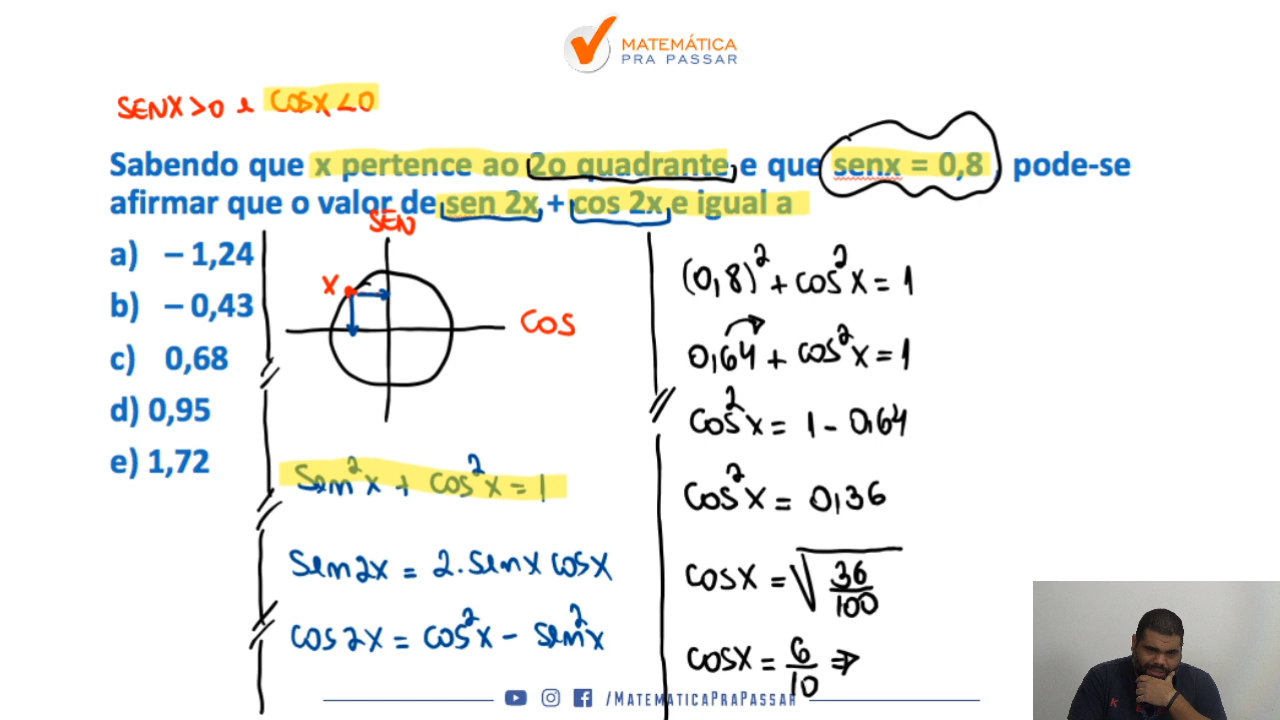 MATEMÁTICA
PRA PASSAR
SENX>0 e COSX<0
Sabendo que x pertence ao 2o quadrante e que senx = 0,8 pode-se
afirmar que o valor de sen 2x + cos 2x e igual a
a) – 1,24
b) – 0,43
c) 0,68
d) 0,95
e) 1,72
SEN
X
COS
Sen²x + cos²x = 1
Sen2x = 2.senx cosx
cos2x = cos²x - sen²x
(0,8)² + cos²x = 1
0,64 + cos²x = 1
cos²x = 1 - 0,64
cos²x = 0,36
cosx = √36/100
cosx = 6/10 ⇒
/MATEMATICAPRAPASSAR